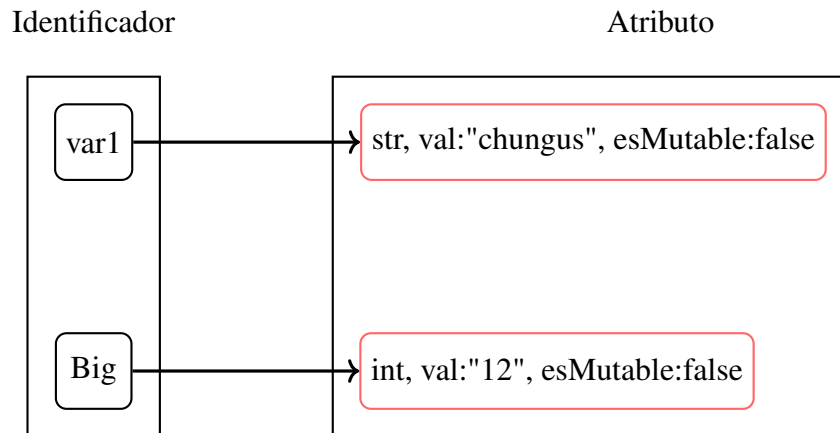 Identificador
Atributo
var1
str, val:"chungus", esMutable:false
Big
int, val:"12", esMutable:false